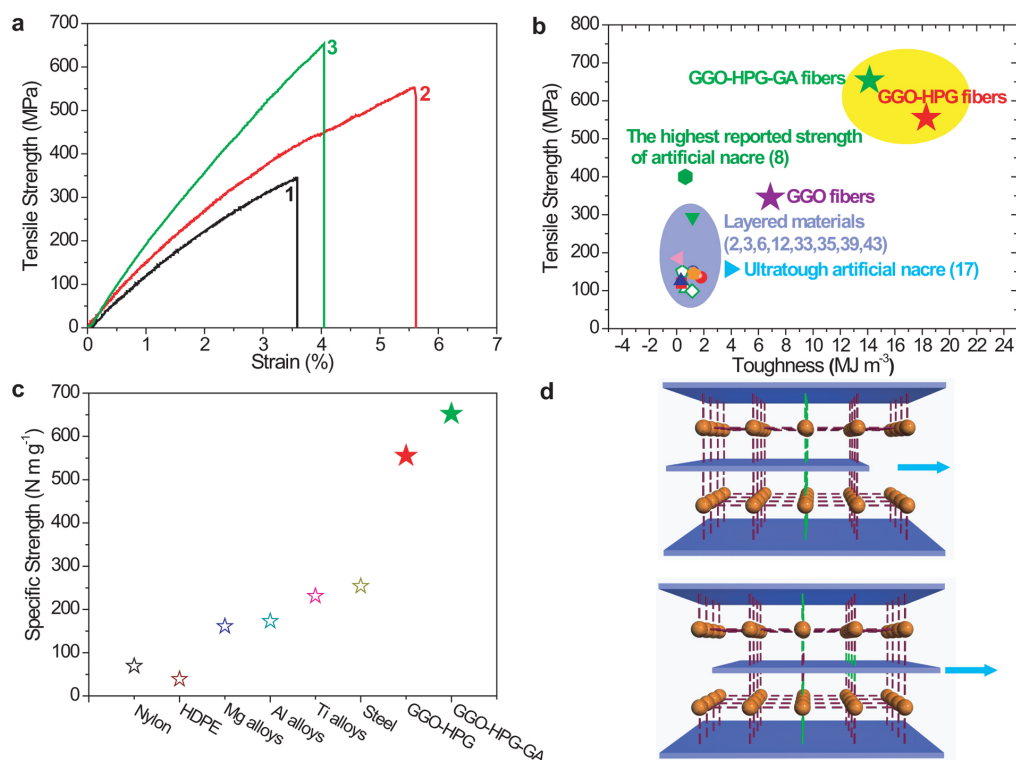 a
Tensile Strength (MPa)
700
600
500
400
300
200
100
0
0
1
2
3
4
5
6
7
Strain (%)
1
2
3
b
Tensile Strength (MPa)
800
700
600
500
400
300
200
100
0
-4 -2 0 2 4 6 8 10 12 14 16 18 20 22 24
Toughness (MJ m-3)
GGO-HPG-GA fibers
GGO-HPG fibers
The highest reported strength
of artificial nacre (8)
GGO fibers
Layered materials
(2,3,6,12,33,35,39,43)
Ultratough artificial nacre (17)
c
Specific Strength (N m g-1)
700
600
500
400
300
200
100
0
Nylon
HDPE
Mg alloys
Al alloys
Ti alloys
Steel
GGO-HPG
GGO-HPG-GA
d